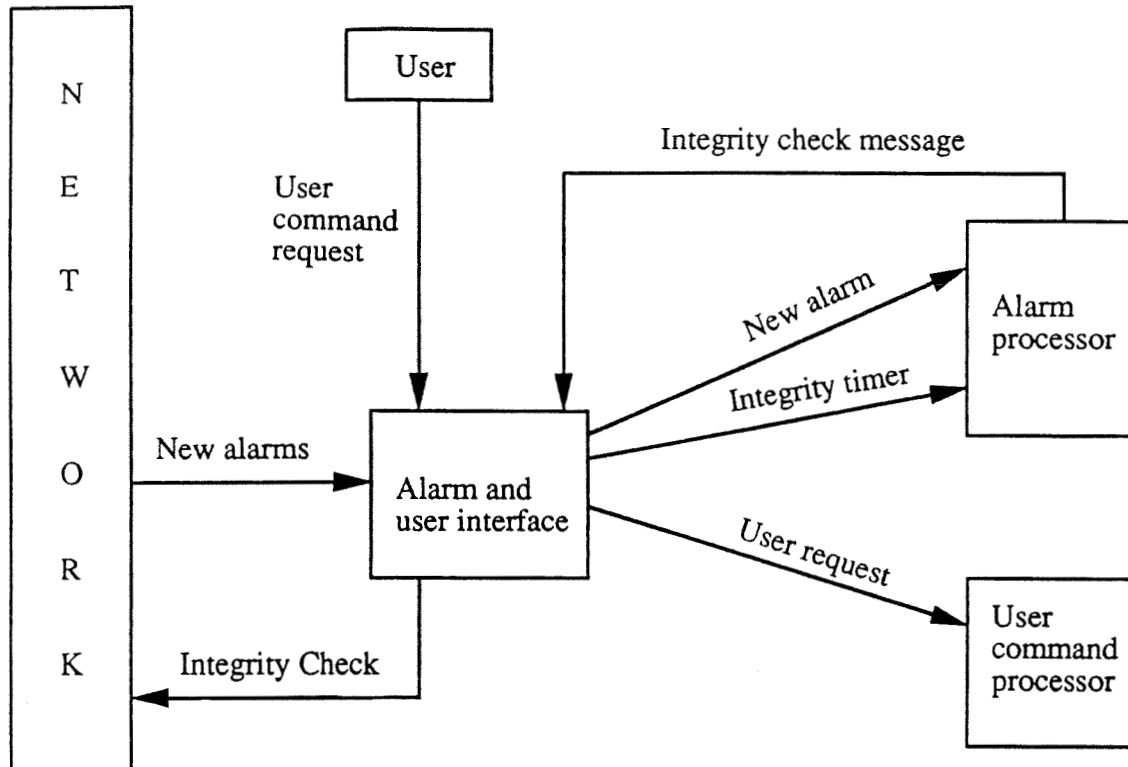 N
E
T
W
O
R
K
User
User
command
request
Integrity check message
New alarm
Integrity timer
Alarm
processor
New alarms
Alarm and
user interface
User request
User
command
processor
Integrity Check